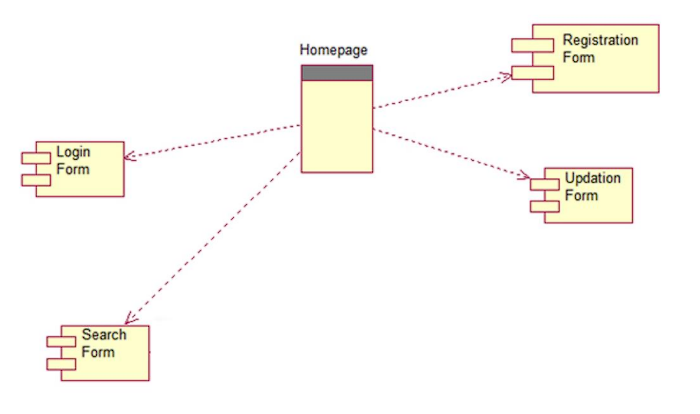 Homepage
Registration
Form
Login
Form
Updation
Form
Search
Form